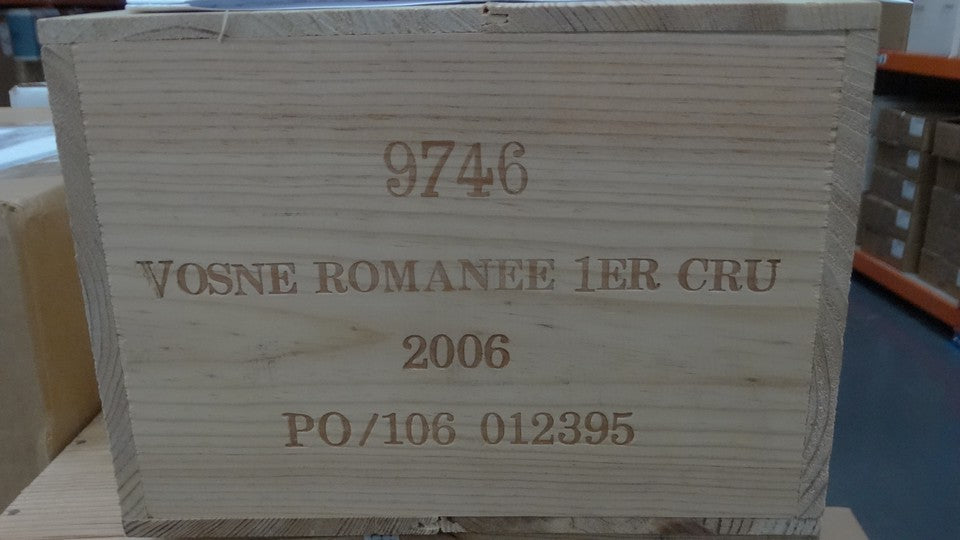 9746
VOSNE ROMANEE 1ER CRU
2006
PO/106 012395